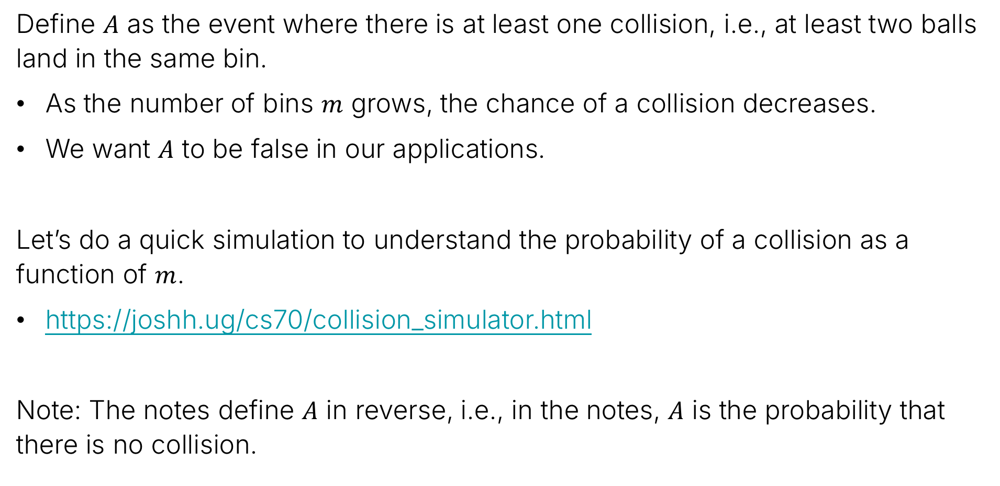 Define A as the event where there is at least one collision, i.e., at least two balls
land in the same bin.
• As the number of bins m grows, the chance of a collision decreases.
• We want A to be false in our applications.
Let’s do a quick simulation to understand the probability of a collision as a
function of m.
• https://joshh.ug/cs70/collision_simulator.html
Note: The notes define A in reverse, i.e., in the notes, A is the probability that
there is no collision.